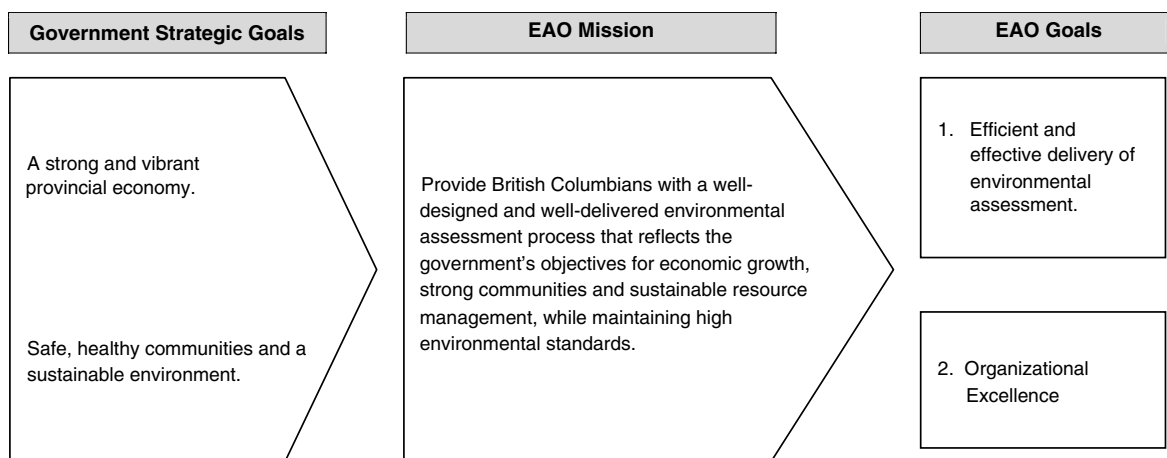 Government Strategic Goals
EAO Mission
EAO Goals
A strong and vibrant
provincial economy.
Safe, healthy communities and a
sustainable environment.
Provide British Columbians with a well-
designed and well-delivered environmental
assessment process that reflects the
government's objectives for economic growth,
strong communities and sustainable resource
management, while maintaining high
environmental standards.
1. Efficient and
effective delivery of
environmental
assessment.
2. Organizational
Excellence